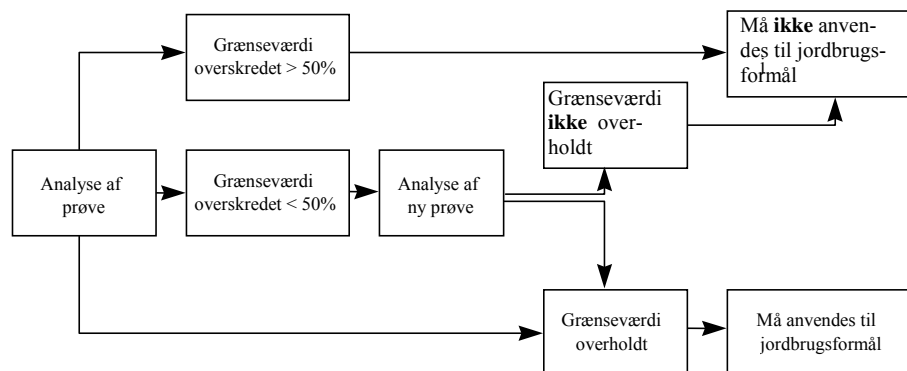 Grænseværdi
overskredet > 50%
Må ikke anven-
des til jordbrugs-
formål
1
Grænseværdi
ikke over-
holdt
Analyse af
prøve
Grænseværdi
overskredet < 50%
Analyse af
ny prøve
Grænseværdi
overholdt
Må anvendes til
jordbrugsformål